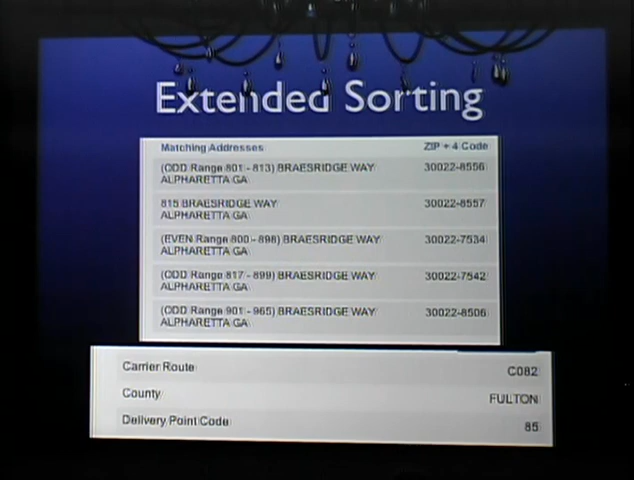 Extended Sorting
Matching Addresses ZIP + 4 Code
(ODD Range 801 - 813) BRAESRIDGE WAY 30022-8556
ALPHARETTA GA
815 BRAESRIDGE WAY 30022-8557
ALPHARETTA GA
(EVEN Range 800 - 898) BRAESRIDGE WAY 30022-7534
ALPHARETTA GA
(ODD Range 817 - 899) BRAESRIDGE WAY 30022-7542
ALPHARETTA GA
(ODD Range 901 - 965) BRAESRIDGE WAY 30022-8506
ALPHARETTA GA
Carrier Route C082
County FULTON
Delivery Point Code 85